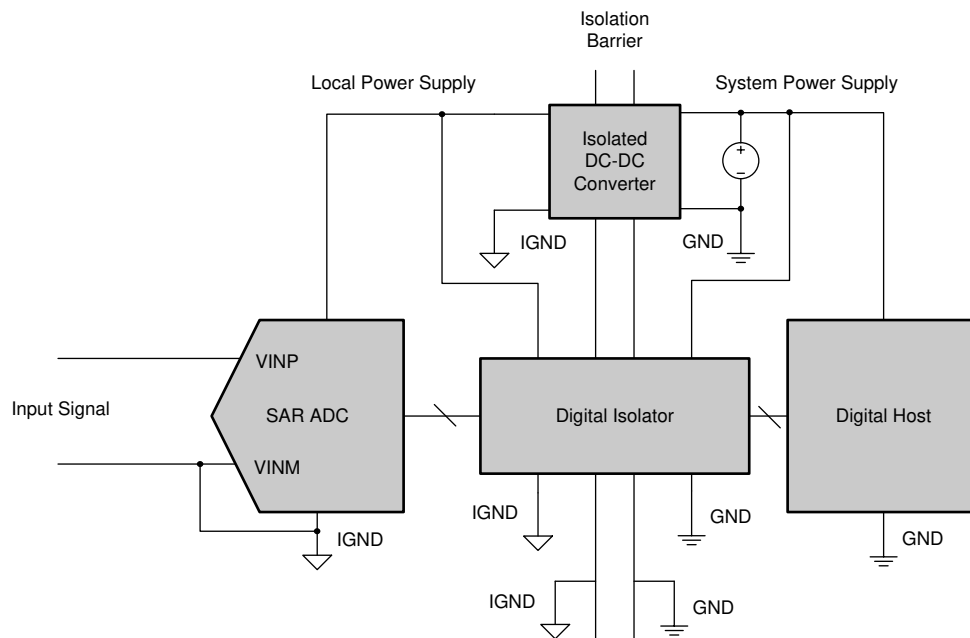 Isolation
Barrier
Local Power Supply
System Power Supply
Isolated
DC-DC
Converter
+
−
IGND
GND
VINP
Input Signal
SAR ADC
Digital Isolator
Digital Host
VINM
IGND
IGND
GND
GND
IGND
GND